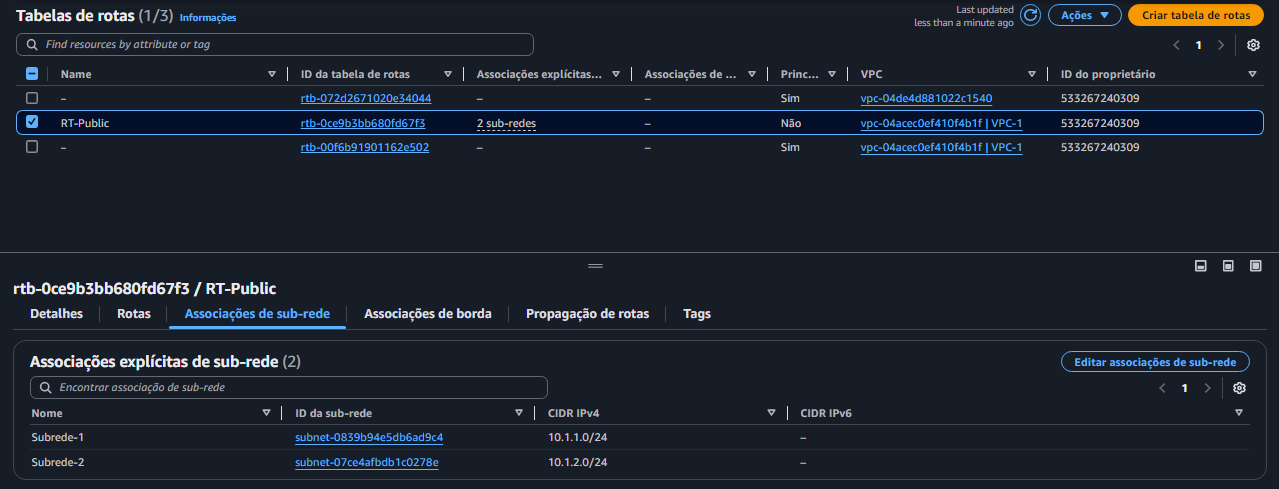 Tabelas de rotas (1/3) Informações
Last updated
less than a minute ago
Ações
Criar tabela de rotas
Find resources by attribute or tag
1
Name ID da tabela de rotas Associações explícitas... Associações de ... Princ... VPC ID do proprietário
– rtb-072d2671020e34044 – – Sim vpc-04de4d881022c1540 533267240309
RT-Public rtb-0ce9b3bb680fd67f3 2 sub-redes – Não vpc-04acec0ef410f4b1f | VPC-1 533267240309
– rtb-00f6b91901162e502 – – Sim vpc-04acec0ef410f4b1f | VPC-1 533267240309
rtb-0ce9b3bb680fd67f3 / RT-Public
Detalhes Rotas Associações de sub-rede Associações de borda Propagação de rotas Tags
Associações explícitas de sub-rede (2)
Editar associações de sub-rede
Encontrar associação de sub-rede
1
Nome ID da sub-rede CIDR IPv4 CIDR IPv6
Subrede-1 subnet-0839b94e5db6ad9c4 10.1.1.0/24 –
Subrede-2 subnet-07ce4afbdb1c0278e 10.1.2.0/24 –